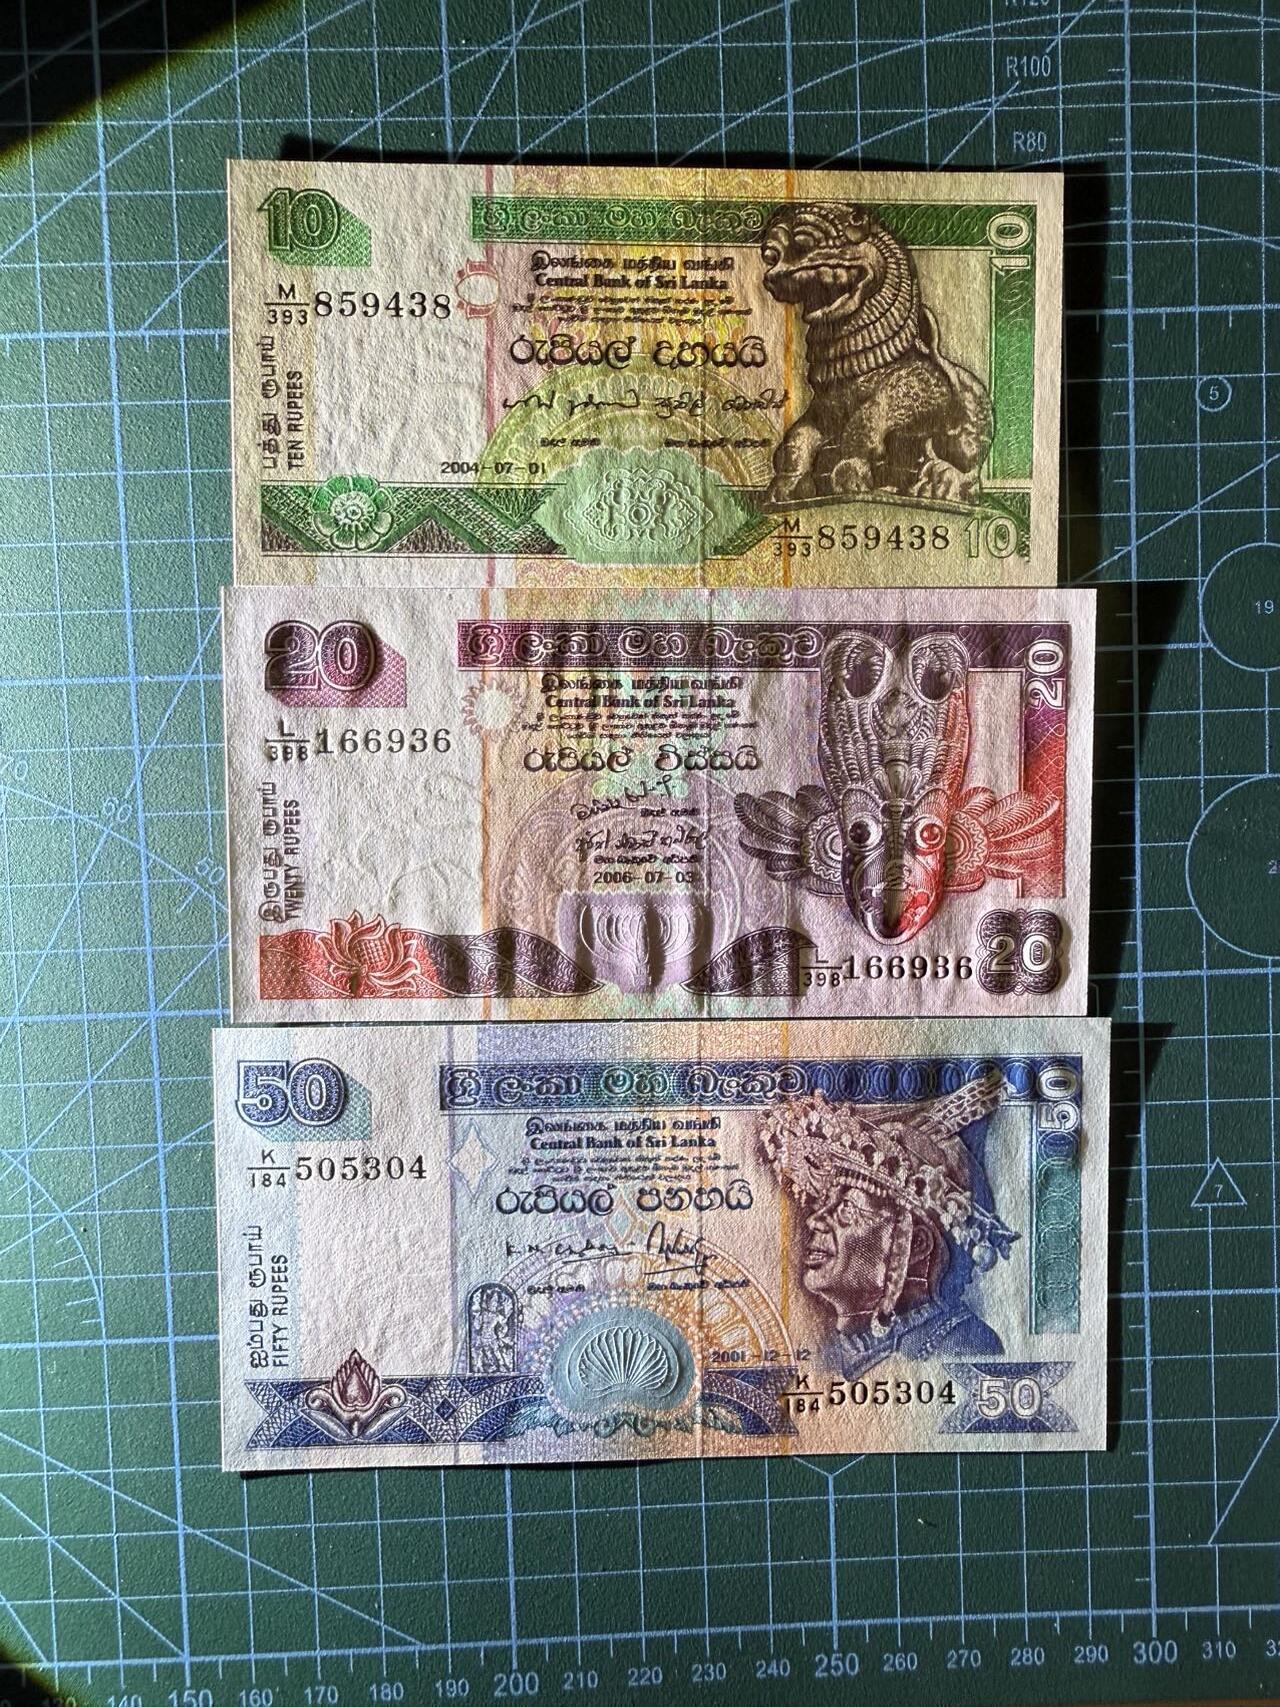 R100
R80
5
10
ශ්‍රී ලංකා මහ බැංකුව
10
இலங்கை மத்திய வங்கி
Central Bank of Sri Lanka
M/393 859438
රුපියල් දහයයි
பத்து ரூபாய்
TEN RUPEES
2004-07-01
M/393 859438 10
20
ශ්‍රී ලංකා මහ බැංකුව
20
இலங்கை மத்திய வங்கி
Central Bank of Sri Lanka
L/398 166936
රුපියල් විස්සයි
இருபது ரூபாய்
TWENTY RUPEES
2006-07-03
L/398 166936 20
50
ශ්‍රී ලංකා මහ බැංකුව
50
இலங்கை மத்திய வங்கி
Central Bank of Sri Lanka
K/184 505304
රුපියල් පනහයි
ஐம்பது ரூபாய்
FIFTY RUPEES
2001-12-12
K/184 505304 50
7
140 150 160 170 180 190 200 210 220 230 240 250 260 270 280 290 300 310